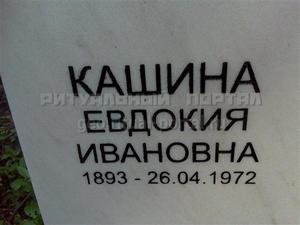 КАШИНА
РИТУАЛЬНЫЙ ПОРТАЛ
ЕВДОКИЯ
ИВАНОВНА
1893 - 26.04.1972